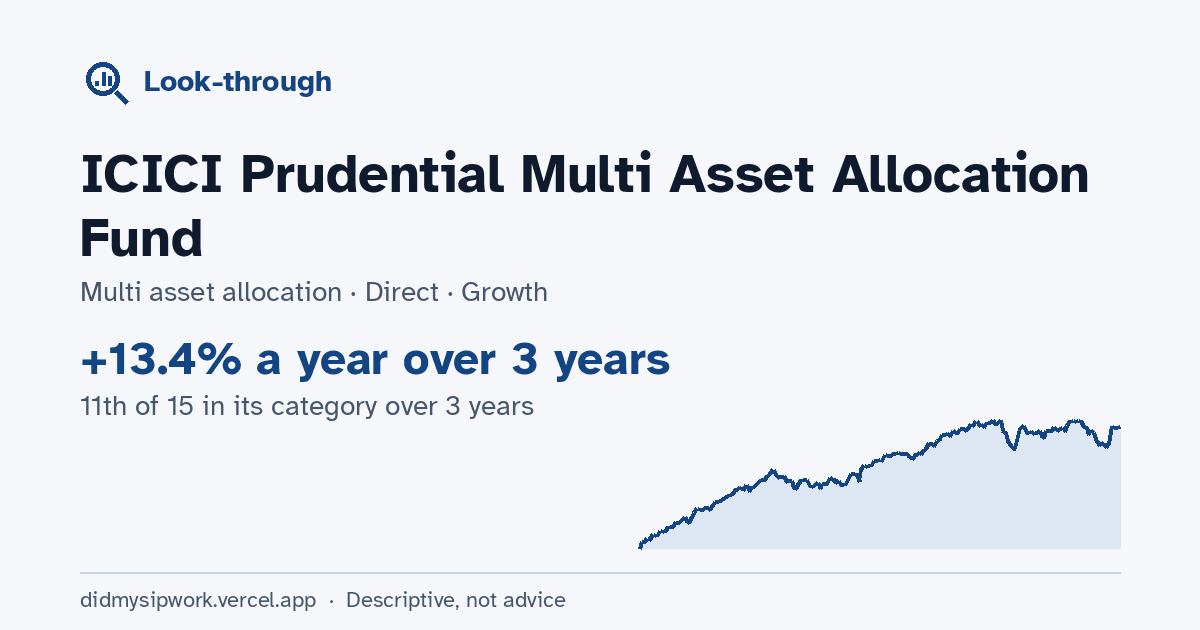 Look-through
ICICI Prudential Multi Asset Allocation
Fund
Multi asset allocation · Direct · Growth
+13.4% a year over 3 years
11th of 15 in its category over 3 years
didmysipwork.vercel.app · Descriptive, not advice